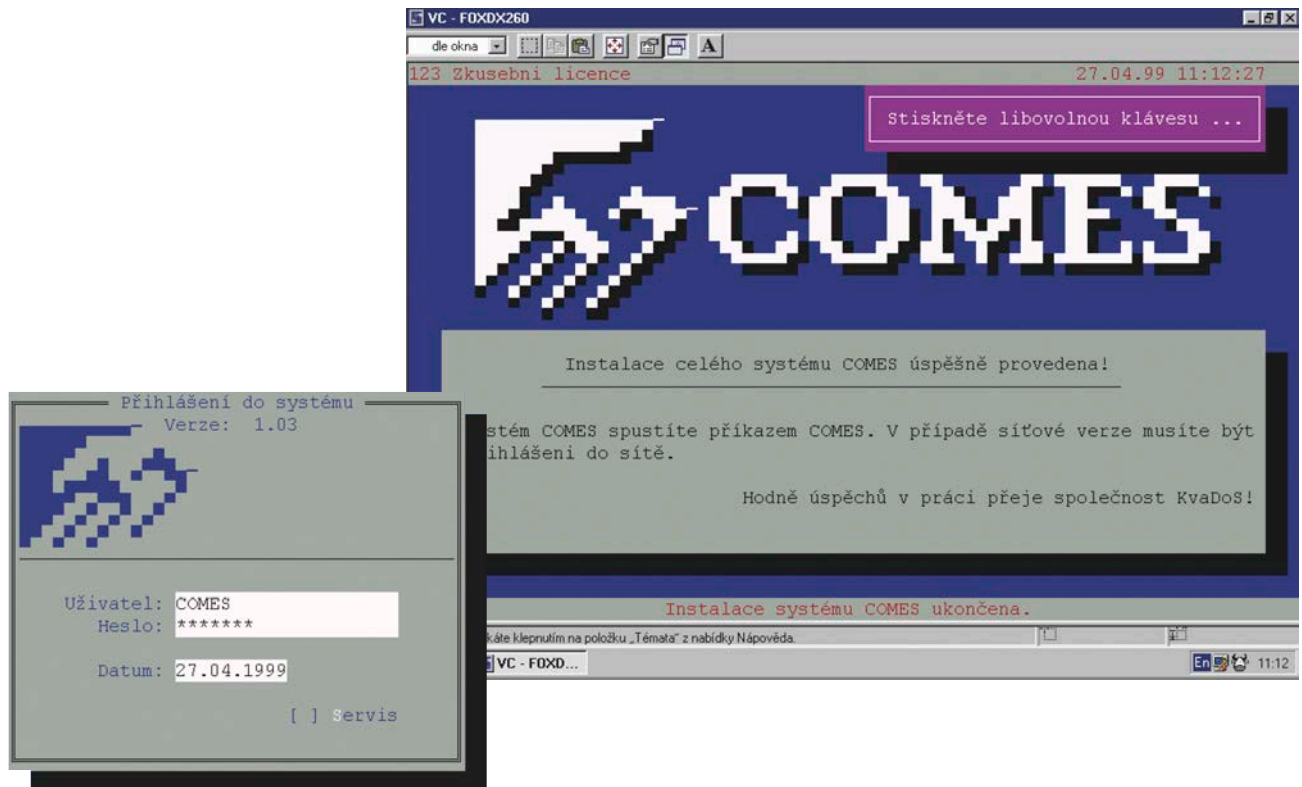 VC - FOXDX260
dle okna
A
123 Zkusebni licence 27.04.99 11:12:27
Stiskněte libovolnou klávesu ...
COMES
Instalace celého systému COMES úspěšně provedena!
stém COMES spustíte příkazem COMES. V případě síťové verze musíte být
ihlášeni do sítě.
Hodně úspěchů v práci přeje společnost KvaDoS!
Instalace systému COMES ukončena.
káte klepnutím na položku „Témata“ z nabídky Nápověda.
VC - FOXD... En 11:12
Přihlášení do systému
Verze: 1.03
Uživatel: COMES
Heslo: *******
Datum: 27.04.1999
[ ] Servis